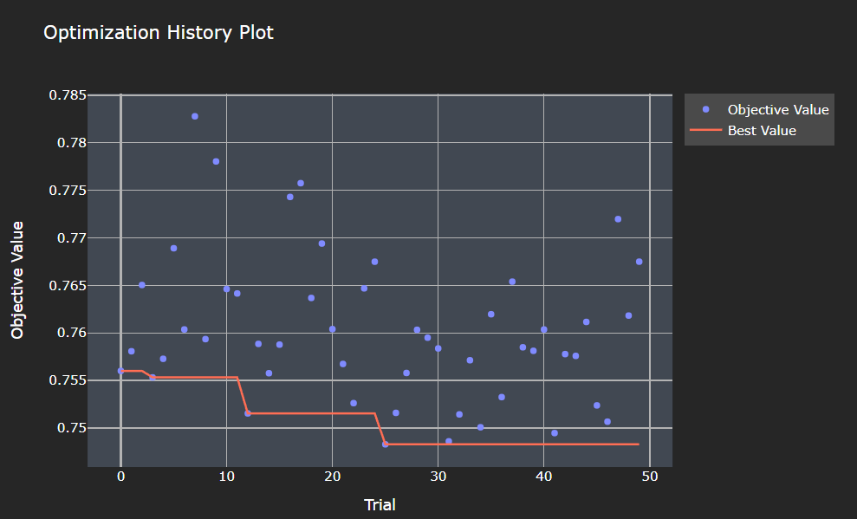 Optimization History Plot
0.785
0.78
0.775
0.77
0.765
0.76
0.755
0.75
Objective Value
0
10
20
30
40
50
Trial
Objective Value
Best Value